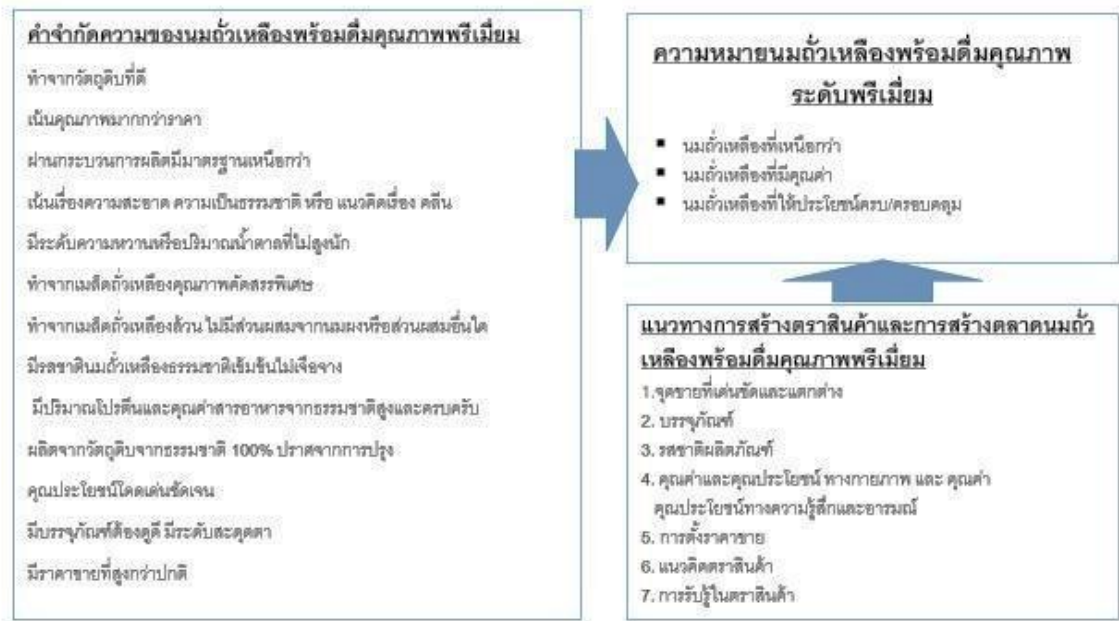 คำจำกัดความของนมถั่วเหลืองพร้อมดื่มคุณภาพพรีเมี่ยม
ทำจากวัตถุดิบที่ดี
เน้นคุณภาพมากกว่าราคา
ผ่านกระบวนการผลิตมีมาตรฐานเหนือกว่า
เน้นเรื่องความสะอาด ความเป็นธรรมชาติ หรือ แนวคิดเรื่อง คลีน
มีระดับความหวานหรือปริมาณน้ำตาลที่ไม่สูงนัก
ทำจากเมล็ดถั่วเหลืองคุณภาพคัดสรรพิเศษ
ทำจากเมล็ดถั่วเหลืองล้วน ไม่มีส่วนผสมจากนมผงหรือส่วนผสมอื่นใด
มีรสชาตินมถั่วเหลืองธรรมชาติเข้มข้นไม่เจือจาง
มีปริมาณโปรตีนและคุณค่าสารอาหารจากธรรมชาติสูงและครบครับ
ผลิตจากวัตถุดิบจากธรรมชาติ 100% ปราศจากการปรุง
คุณประโยชน์โดดเด่นชัดเจน
มีบรรจุภัณฑ์ต้องดูดี มีระดับสะดุดตา
มีราคาขายที่สูงกว่าปกติ
ความหมายนมถั่วเหลืองพร้อมดื่มคุณภาพ
ระดับพรีเมี่ยม
▪ นมถั่วเหลืองที่เหนือกว่า
▪ นมถั่วเหลืองที่มีคุณค่า
▪ นมถั่วเหลืองที่ให้ประโยชน์ครบ/ครอบคลุม
แนวทางการสร้างตราสินค้าและการสร้างตลาดนมถั่ว
เหลืองพร้อมดื่มคุณภาพพรีเมี่ยม
1.จุดขายที่เด่นชัดและแตกต่าง
2. บรรจุภัณฑ์
3. รสชาติผลิตภัณฑ์
4. คุณค่าและคุณประโยชน์ ทางกายภาพ และ คุณค่า
คุณประโยชน์ทางความรู้สึกและอารมณ์
5. การตั้งราคาขาย
6. แนวคิดตราสินค้า
7. การรับรู้ในตราสินค้า